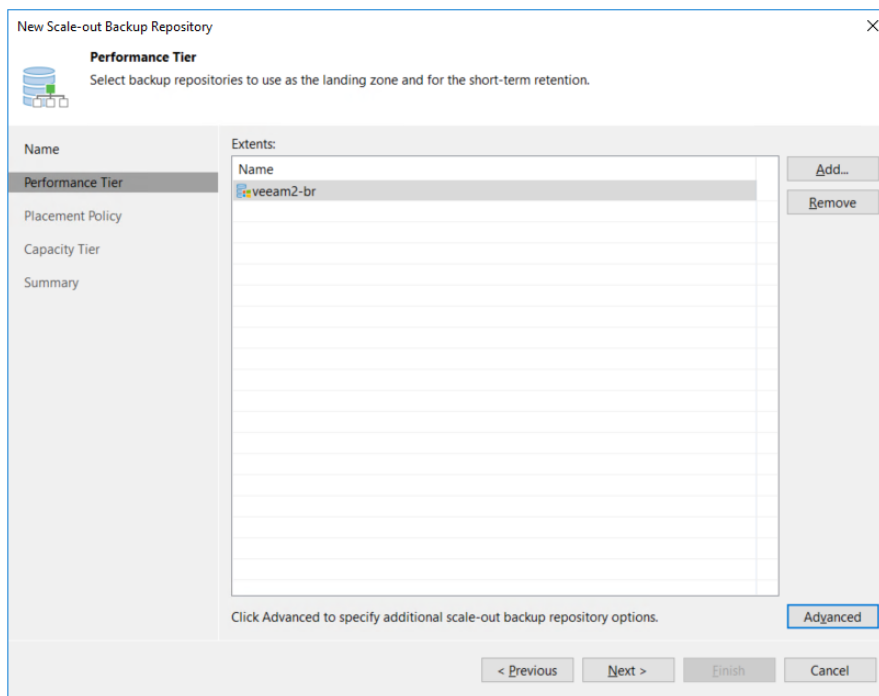 New Scale-out Backup Repository
Performance Tier
Select backup repositories to use as the landing zone and for the short-term retention.
Name
Performance Tier
Placement Policy
Capacity Tier
Summary
Extents:
Name
veeam2-br
Add...
Remove
Click Advanced to specify additional scale-out backup repository options.
Advanced
< Previous
Next >
Finish
Cancel